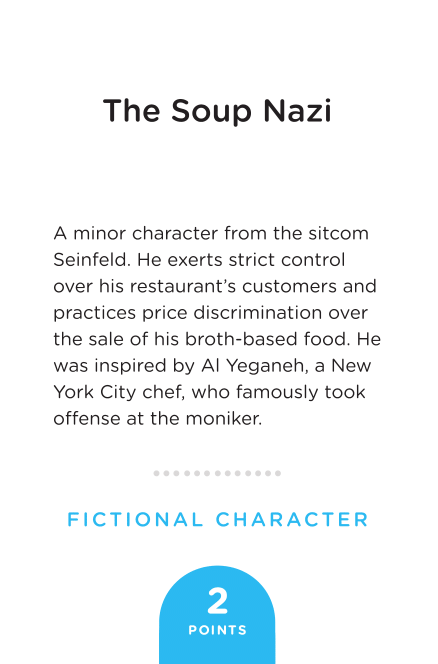 The Soup Nazi
A minor character from the sitcom
Seinfeld. He exerts strict control
over his restaurant’s customers and
practices price discrimination over
the sale of his broth-based food. He
was inspired by Al Yeganeh, a New
York City chef, who famously took
offense at the moniker.
FICTIONAL CHARACTER
2
POINTS